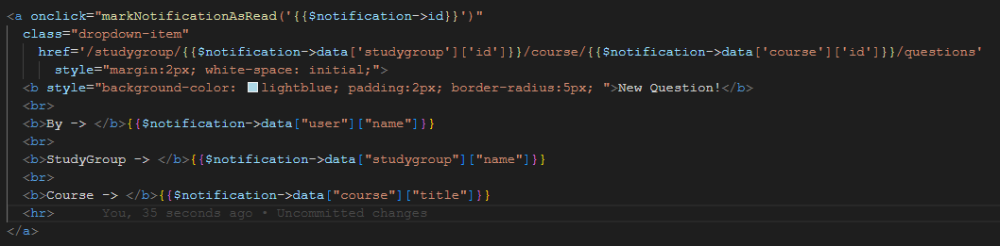 <a onclick="markNotificationAsRead('{{$notification->id}}')"
class="dropdown-item"
href='/studygroup/{{$notification->data['studygroup']['id']}}/course/{{$notification->data['course']['id']}}/questions'
style="margin:2px; white-space: initial;">
<b style="background-color: lightblue; padding:2px; border-radius:5px; ">New Question!</b>
<br>
<b>By -> </b>{{$notification->data["user"]["name"]}}
<br>
<b>StudyGroup -> </b>{{$notification->data["studygroup"]["name"]}}
<br>
<b>Course -> </b>{{$notification->data["course"]["title"]}}
<hr> You, 35 seconds ago • Uncommitted changes
</a>